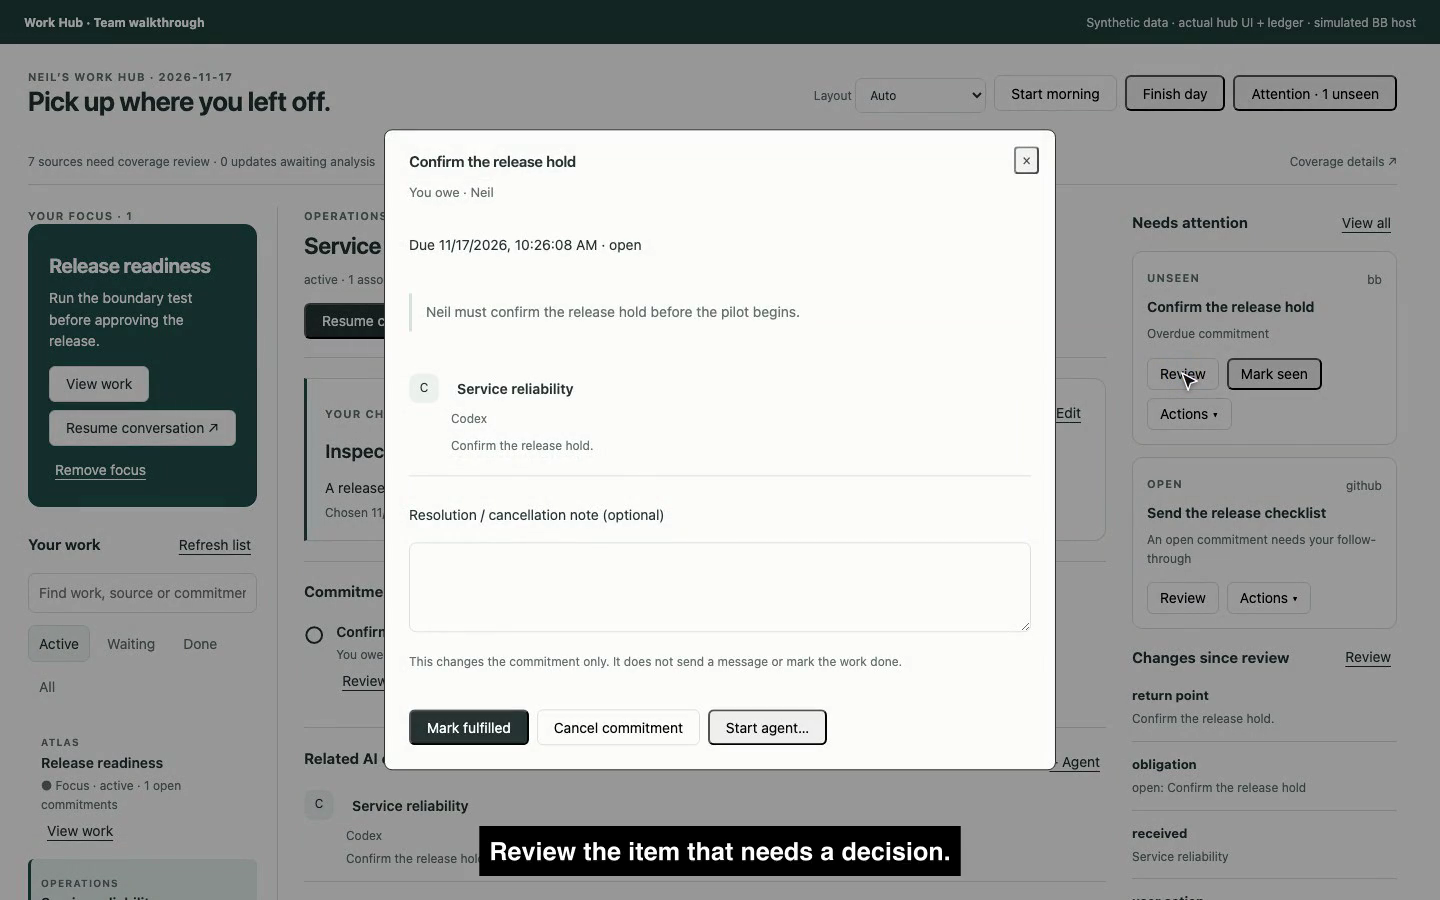 Work Hub · Team walkthrough
Synthetic data · actual hub UI + ledger · simulated BB host
NEIL'S WORK HUB · 2026-11-17
Pick up where you left off.
Layout
Auto
Start morning
Finish day
Attention · 1 unseen
7 sources need coverage review · 0 updates awaiting analysis
Coverage details ↗
YOUR FOCUS · 1
Release readiness
Run the boundary test
before approving the
release.
View work
Resume conversation ↗
Remove focus
Your work
Refresh list
Find work, source or commitmer
Active
Waiting
Done
All
ATLAS
Release readiness
● Focus · active · 1 open
commitments
View work
OPERATIONS
OPERATIONS
Service
active · 1 asso
Resume c
YOUR CH
Edit
Inspec
A release
Chosen 11/
Commitme
Confirm
You owe
Review
Related AI
· Agent
C
Service reliability
Codex
Confirm the release hol
Confirm the release hold
×
You owe · Neil
Due 11/17/2026, 10:26:08 AM · open
Neil must confirm the release hold before the pilot begins.
C
Service reliability
Codex
Confirm the release hold.
Resolution / cancellation note (optional)
This changes the commitment only. It does not send a message or mark the work done.
Mark fulfilled
Cancel commitment
Start agent...
Needs attention
View all
UNSEEN
bb
Confirm the release hold
Overdue commitment
Review
Mark seen
Actions ▾
OPEN
github
Send the release checklist
An open commitment needs your follow-
through
Review
Actions ▾
Changes since review
Review
return point
Confirm the release hold.
obligation
open: Confirm the release hold
received
Service reliability
Review the item that needs a decision.